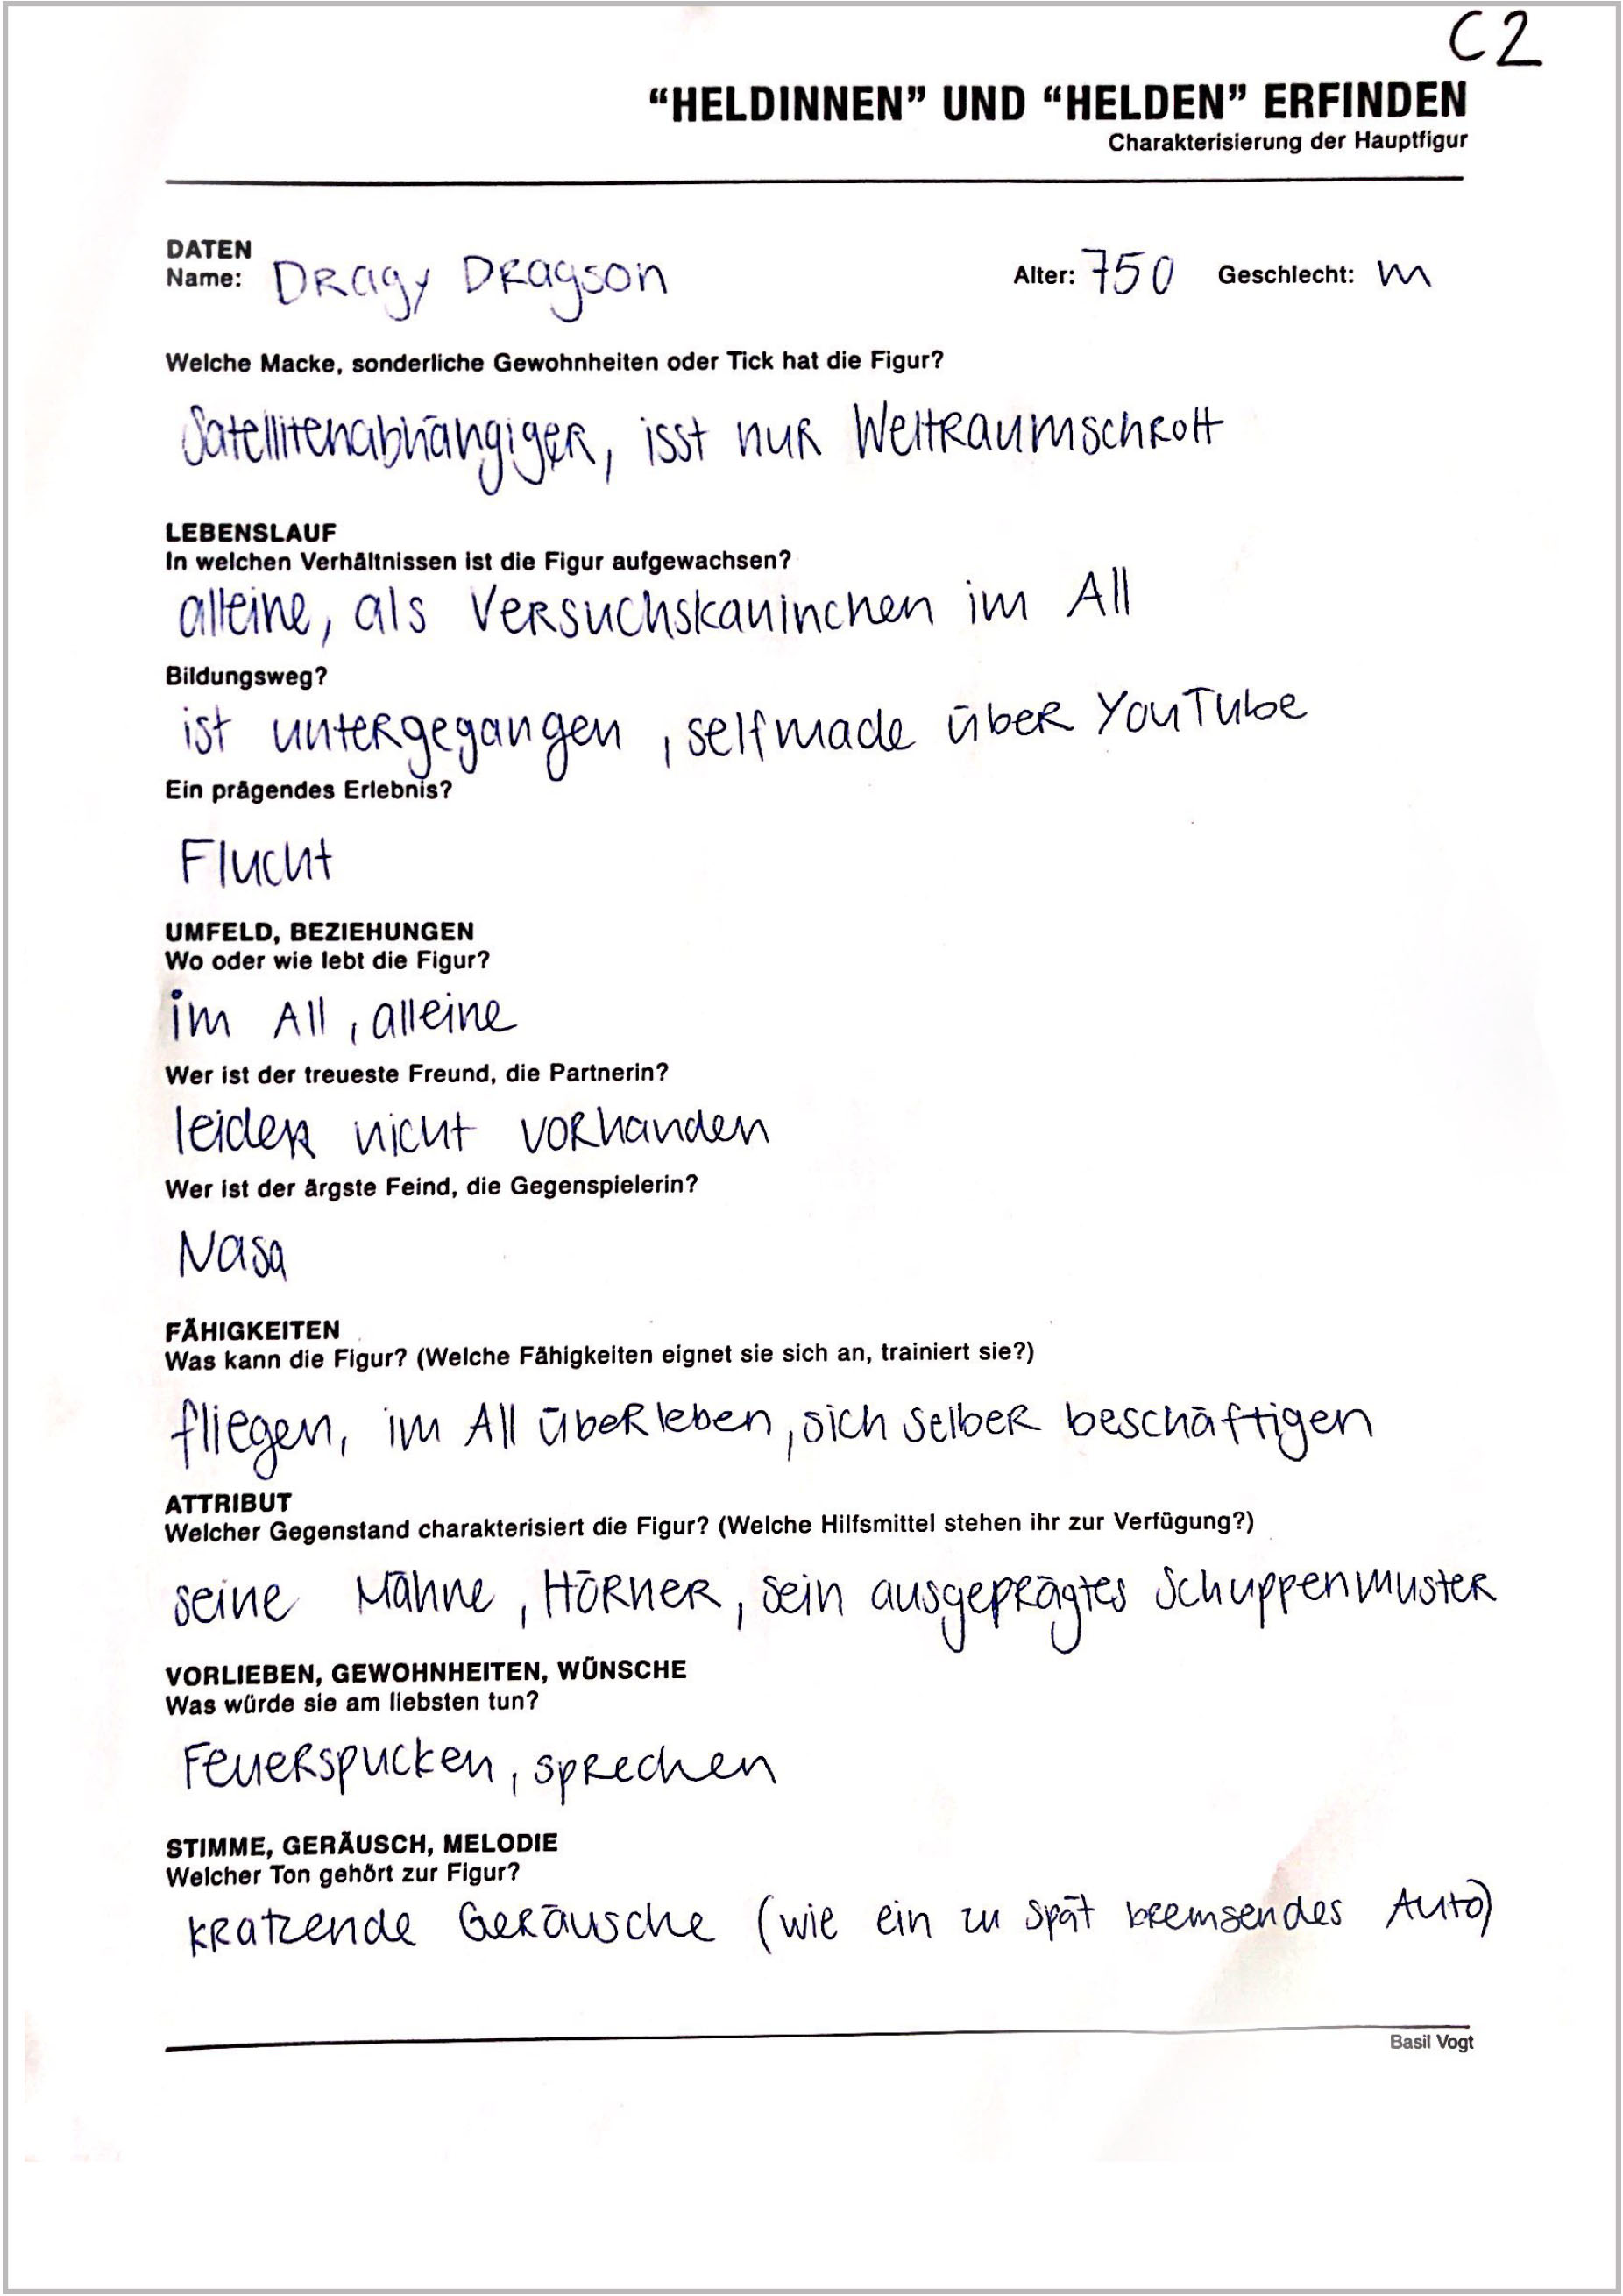 C2
“HELDINNEN” UND “HELDEN” ERFINDEN
Charakterisierung der Hauptfigur
DATEN
Name: Dragy Dragson Alter: 750 Geschlecht: m
Welche Macke, sonderliche Gewohnheiten oder Tick hat die Figur?
Satellitenabhängiger, isst nur Weltraumschrott
LEBENSLAUF
In welchen Verhältnissen ist die Figur aufgewachsen?
alleine, als Versuchskaninchen im All
Bildungsweg?
ist untergegangen, selfmade über YouTube
Ein prägendes Erlebnis?
Flucht
UMFELD, BEZIEHUNGEN
Wo oder wie lebt die Figur?
im All, alleine
Wer ist der treueste Freund, die Partnerin?
leider nicht vorhanden
Wer ist der ärgste Feind, die Gegenspielerin?
Nasa
FÄHIGKEITEN
Was kann die Figur? (Welche Fähigkeiten eignet sie sich an, trainiert sie?)
fliegen, im All überleben, sich selber beschäftigen
ATTRIBUT
Welcher Gegenstand charakterisiert die Figur? (Welche Hilfsmittel stehen ihr zur Verfügung?)
seine Mähne, Hörner, sein ausgeprägtes Schuppenmuster
VORLIEBEN, GEWOHNHEITEN, WÜNSCHE
Was würde sie am liebsten tun?
Feuerspucken, sprechen
STIMME, GERÄUSCH, MELODIE
Welcher Ton gehört zur Figur?
kratzende Geräusche (wie ein zu spät bremsendes Auto)
Basil Vogt